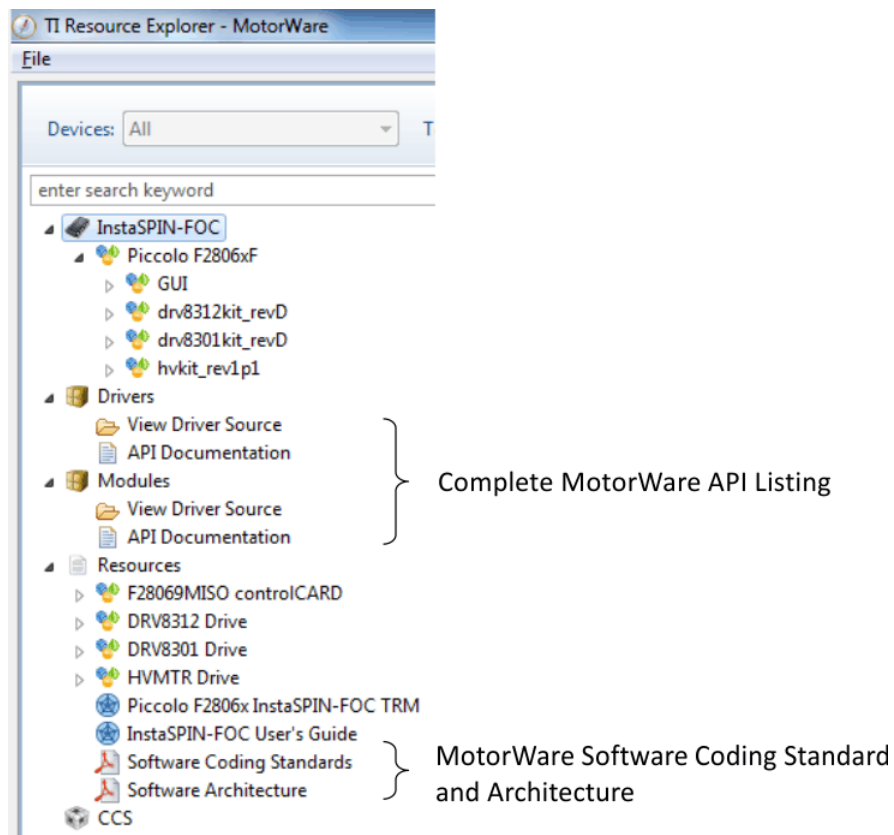 TI Resource Explorer - MotorWare
File
Devices: All T
enter search keyword
InstaSPIN-FOC
Piccolo F2806xF
GUI
drv8312kit_revD
drv8301kit_revD
hvkit_rev1p1
Drivers
View Driver Source
API Documentation
Complete MotorWare API Listing
Modules
View Driver Source
API Documentation
Resources
F28069MISO controlCARD
DRV8312 Drive
DRV8301 Drive
HVMTR Drive
Piccolo F2806x InstaSPIN-FOC TRM
InstaSPIN-FOC User's Guide
Software Coding Standards
Software Architecture
MotorWare Software Coding Standard
and Architecture
CCS